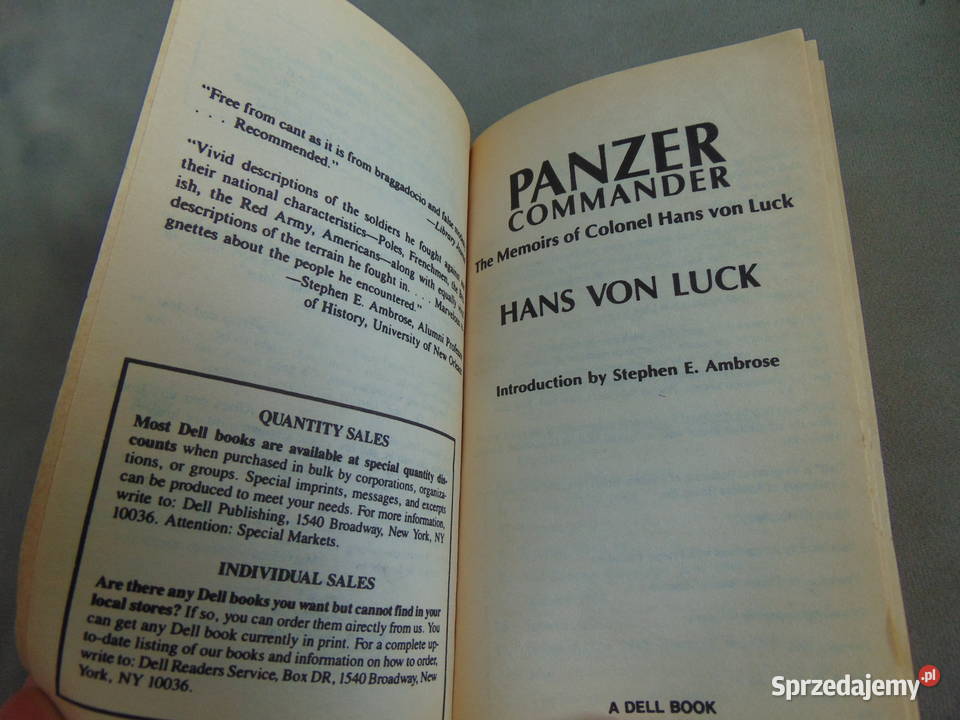 "Free from cant as it is from braggadocio and false
. . . Recommended."
—Library
"Vivid descriptions of the soldiers he fought against
their national characteristics—Poles, Frenchmen, the
ish, the Red Army, Americans—along with equally
descriptions of the terrain he fought in. . . .
gnettes about the people he encountered."
—Stephen E. Ambrose, Alumni
of History, University of New
QUANTITY SALES
Most Dell books are available at special quantity dis-
counts when purchased in bulk by corporations, organiza-
tions, or groups. Special imprints, messages, and excerpts
can be produced to meet your needs. For more information,
write to: Dell Publishing, 1540 Broadway, New York, NY
10036. Attention: Special Markets.
INDIVIDUAL SALES
Are there any Dell books you want but cannot find in your
local stores? If so, you can order them directly from us. You
can get any Dell book currently in print. For a complete up-
to-date listing of our books and information on how to order,
write to: Dell Readers Service, Box DR, 1540 Broadway, New
York, NY 10036.
PANZER
COMMANDER
The Memoirs of Colonel Hans von Luck
HANS VON LUCK
Introduction by Stephen E. Ambrose
A DELL BOOK
Sprzedajemy.pl